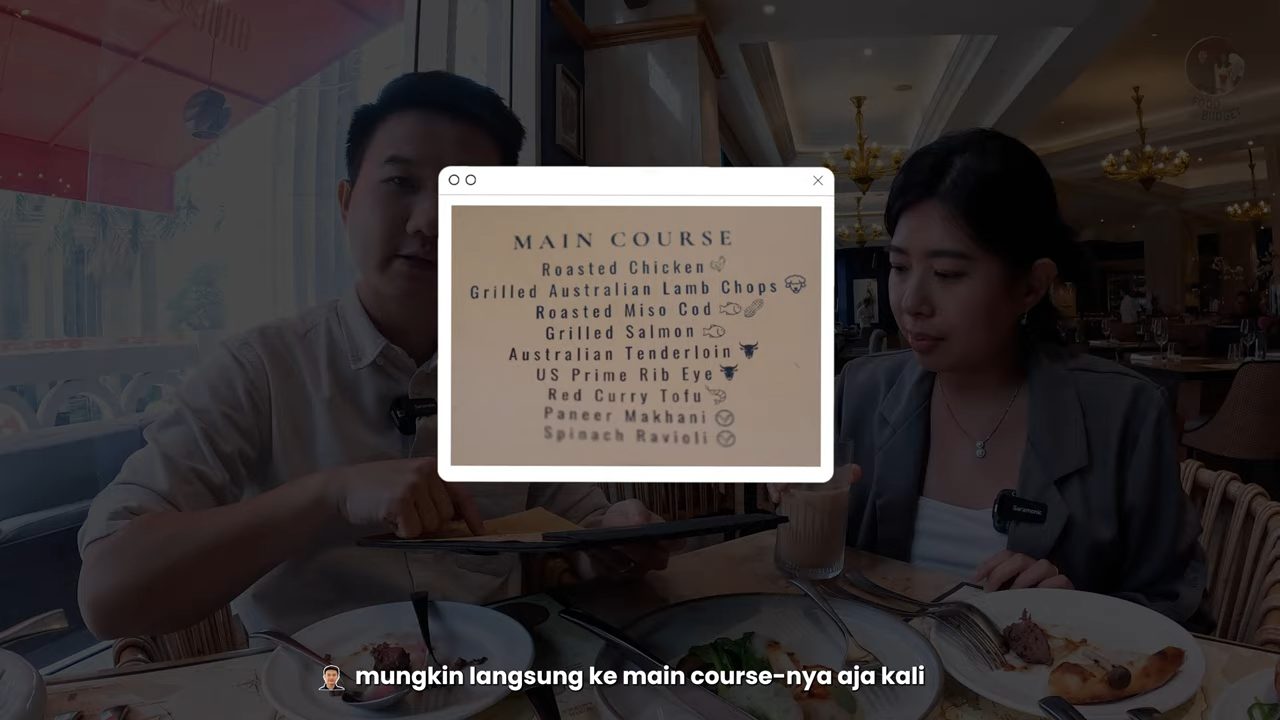 MAIN COURSE
Roasted Chicken
Grilled Australian Lamb Chops
Roasted Miso Cod
Grilled Salmon
Australian Tenderloin
US Prime Rib Eye
Red Curry Tofu
Paneer Makhani
Spinach Ravioli
Saramonic
mungkin langsung ke main course-nya aja kali